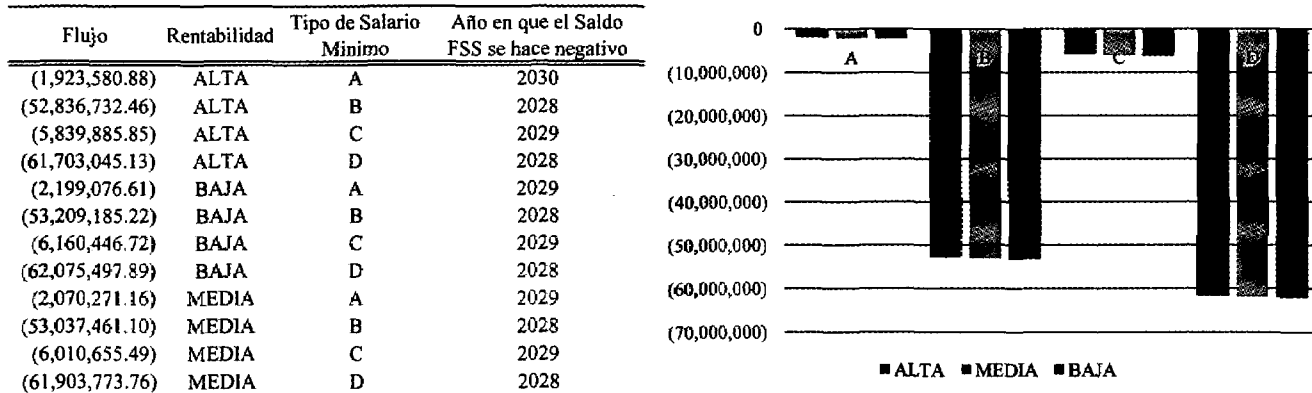 Flujo Rentabilidad Tipo de Salario Mínimo Año en que el Saldo FSS se hace negativo
(1,923,580.88) ALTA A 2030
(52,836,732.46) ALTA B 2028
(5,839,885.85) ALTA C 2029
(61,703,045.13) ALTA D 2028
(2,199,076.61) BAJA A 2029
(53,209,185.22) BAJA B 2028
(6,160,446.72) BAJA C 2029
(62,075,497.89) BAJA D 2028
(2,070,271.16) MEDIA A 2029
(53,037,461.10) MEDIA B 2028
(6,010,655.49) MEDIA C 2029
(61,903,773.76) MEDIA D 2028
0
(10,000,000)
(20,000,000)
(30,000,000)
(40,000,000)
(50,000,000)
(60,000,000)
(70,000,000)
A B C D
ALTA MEDIA BAJA